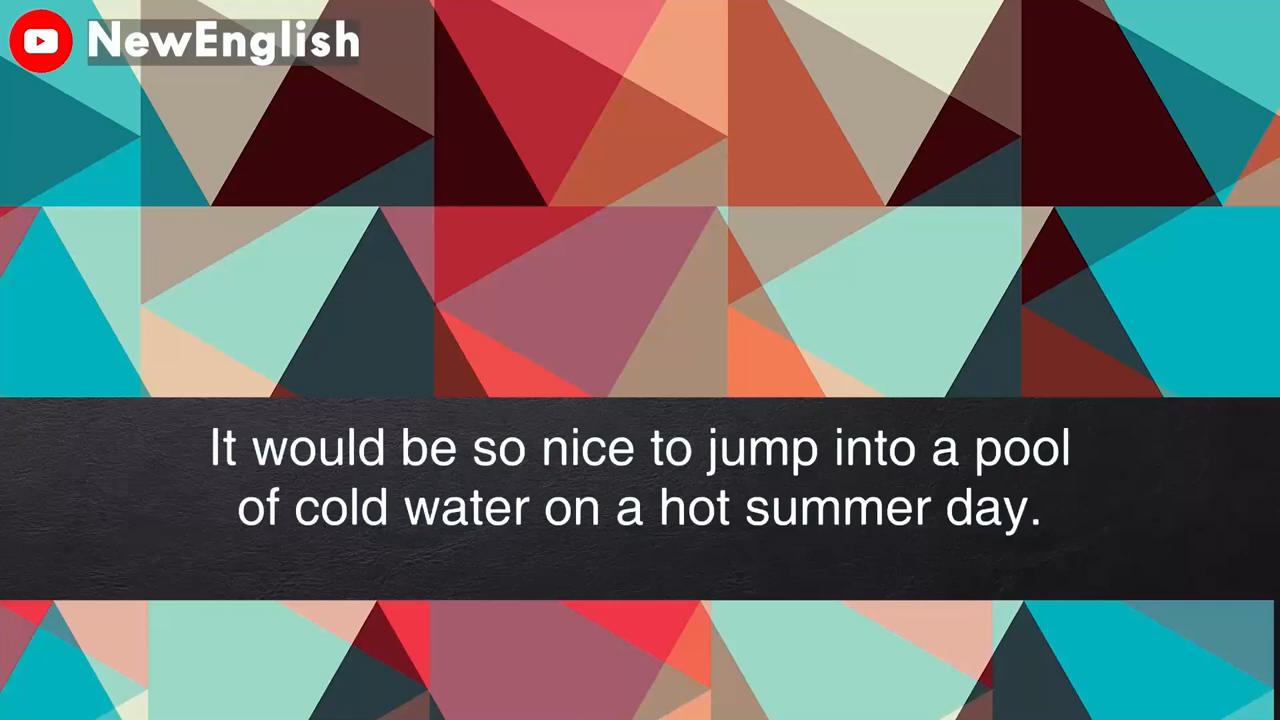 NewEnglish
It would be so nice to jump into a pool
of cold water on a hot summer day.